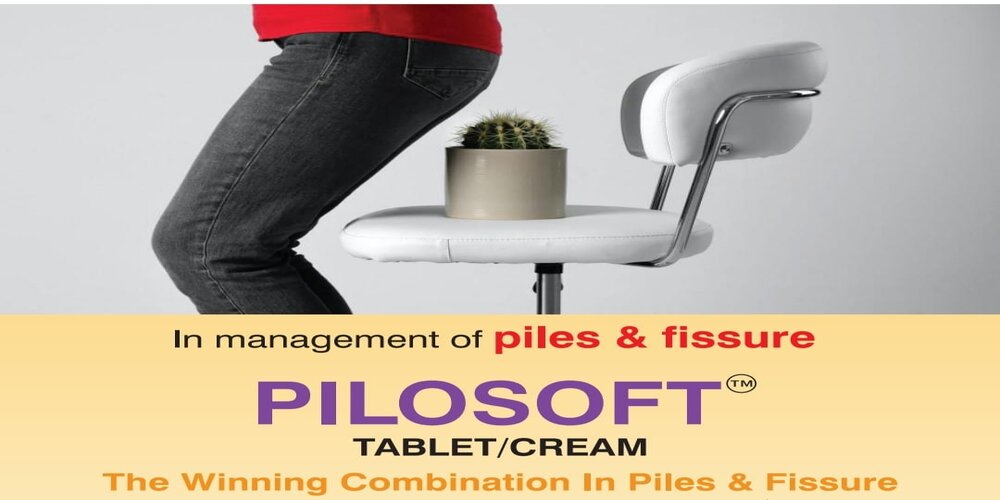 In management of piles & fissure
PILOSOFT™
TABLET/CREAM
The Winning Combination In Piles & Fissure